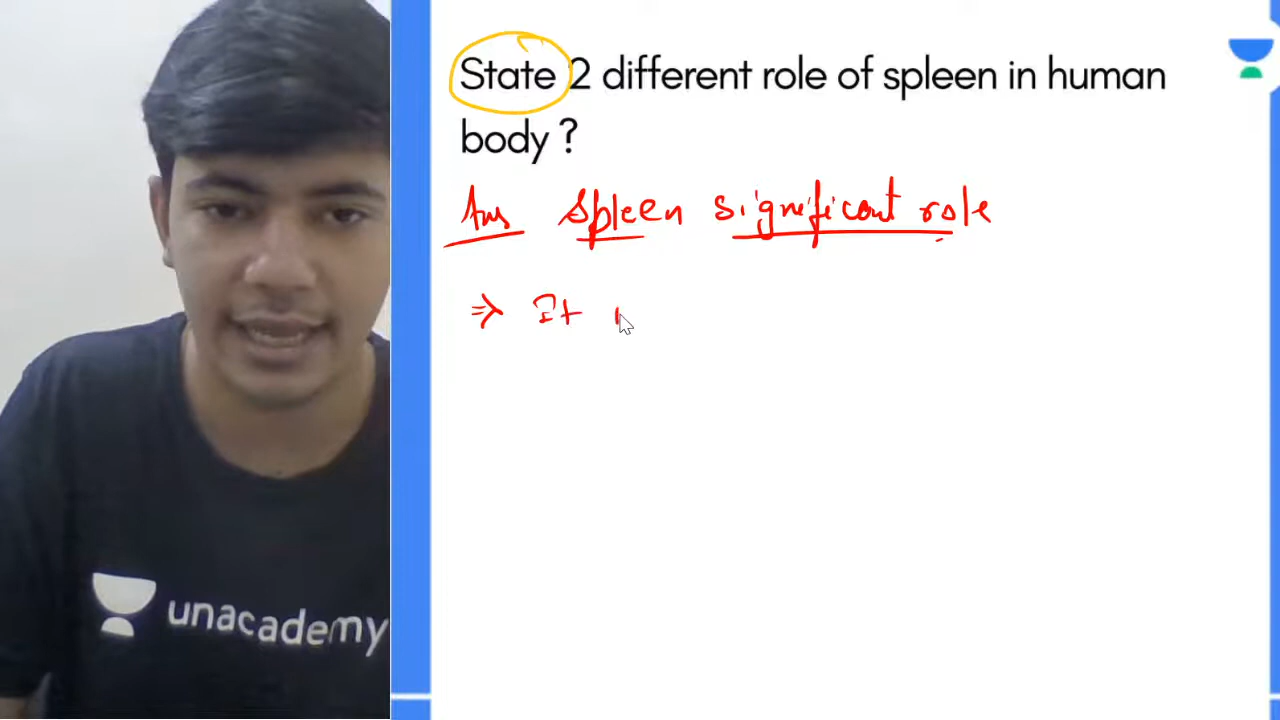 State 2 different role of spleen in human
body ?
Ans Spleen significant role
⇒ It
unacademy